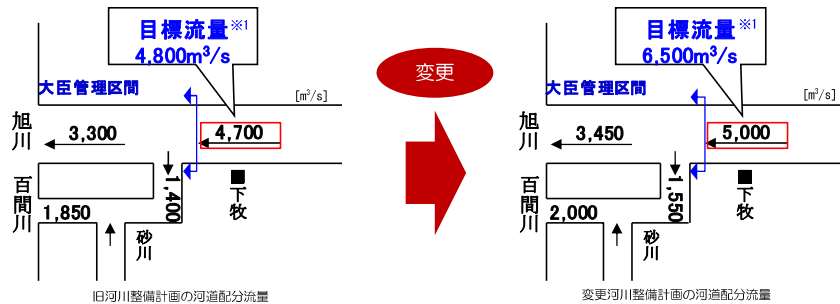 目標流量※1
4,800m³/s
大臣管理区間
[m³/s]
旭川
3,300
4,700
1,400
百間川
1,850
砂川
■下牧
旧河川整備計画の河道配分流量
変更
目標流量※1
6,500m³/s
大臣管理区間
[m³/s]
旭川
3,450
5,000
1,550
百間川
2,000
砂川
■下牧
変更河川整備計画の河道配分流量